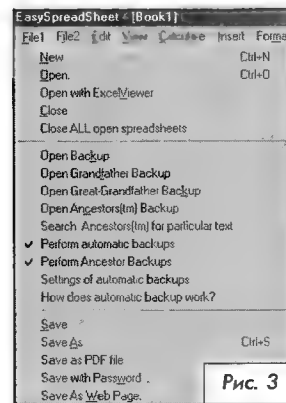 EasySpreadSheet - [Book1]
File1 File2 Edit View Calculate Insert Forma
New Ctrl+N
Open. Ctrl+O
Open with ExcelViewer
Close
Close ALL open spreadsheets
Open Backup
Open Grandfather Backup
Open Great-Grandfather Backup
Open Ancestors(tm) Backup
Search Ancestors(tm) for particular text
✔ Perform automatic backups
✔ Perform Ancestor Backups
Settings of automatic backups
How does automatic backup work?
Save
Save As Ctrl+S
Save as PDF file
Save with Password .
Save As Web Page.
Рис. 3